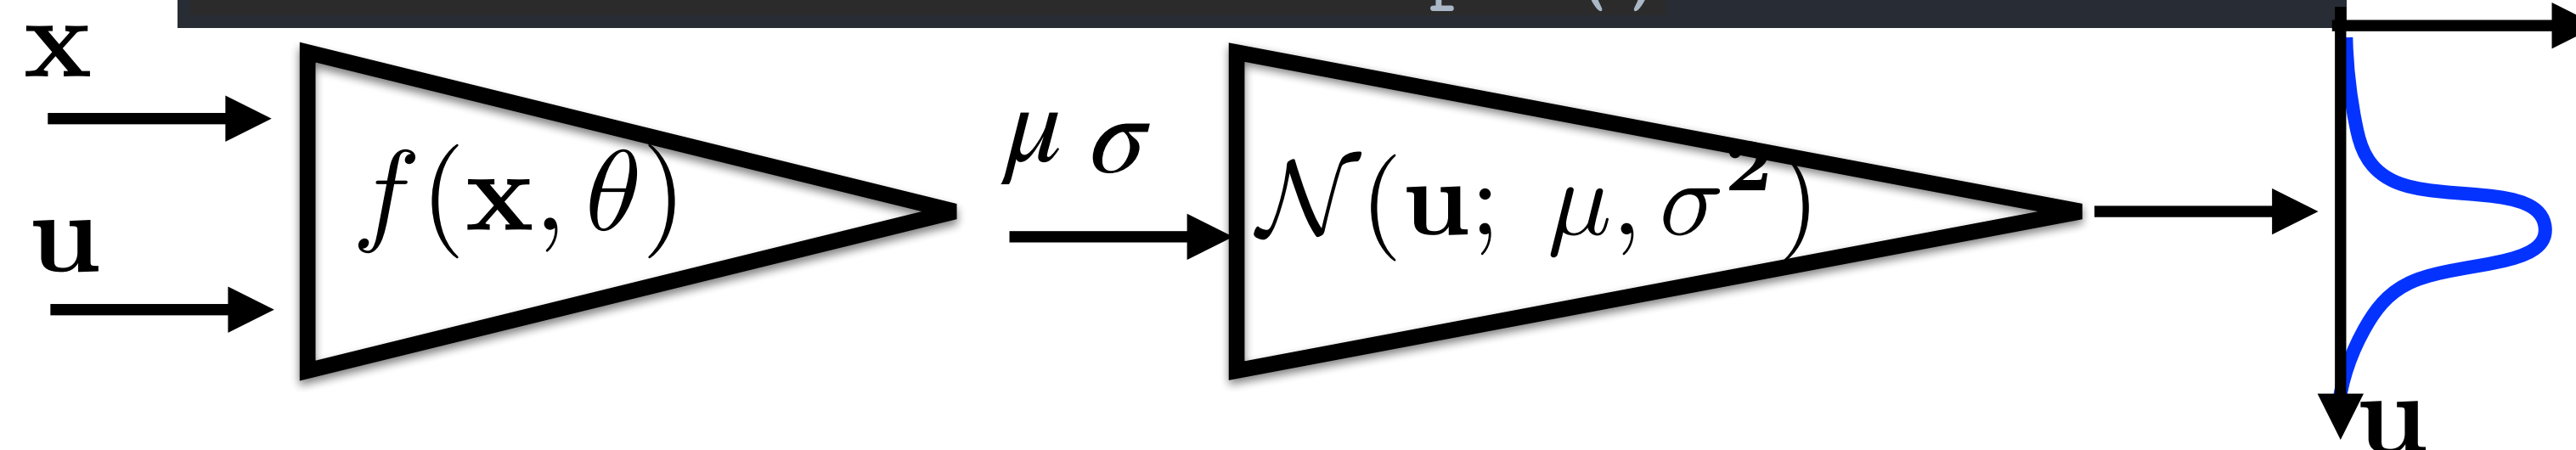 x
u
f(x, θ)
μ σ
𝒩(u; μ, σ²)
u